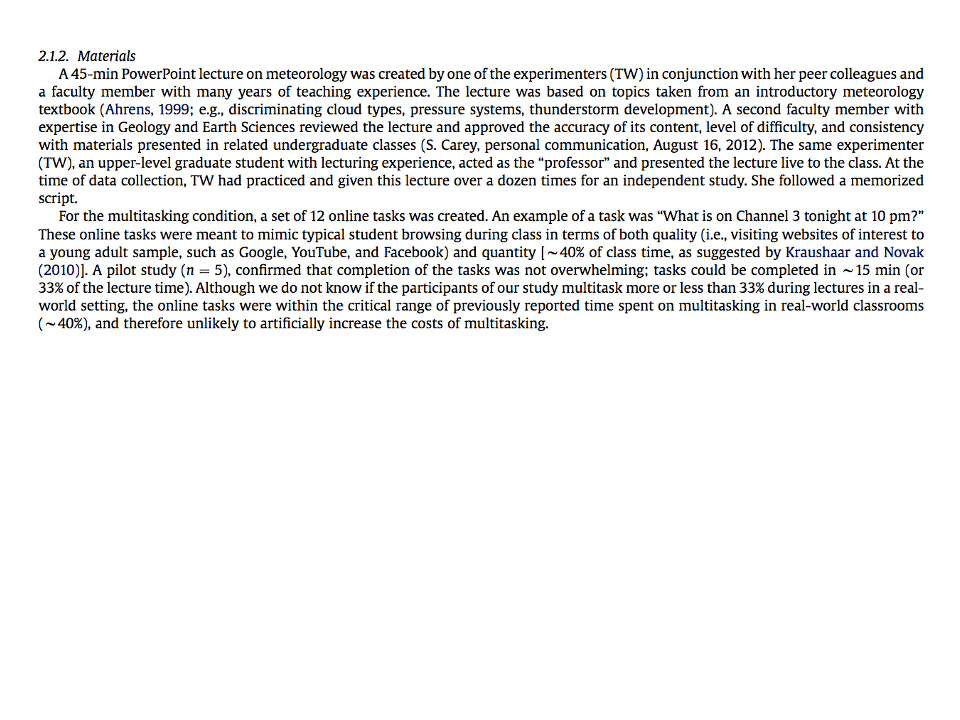 2.1.2. Materials
A 45-min PowerPoint lecture on meteorology was created by one of the experimenters (TW) in conjunction with her peer colleagues and
a faculty member with many years of teaching experience. The lecture was based on topics taken from an introductory meteorology
textbook (Ahrens, 1999; e.g., discriminating cloud types, pressure systems, thunderstorm development). A second faculty member with
expertise in Geology and Earth Sciences reviewed the lecture and approved the accuracy of its content, level of difficulty, and consistency
with materials presented in related undergraduate classes (S. Carey, personal communication, August 16, 2012). The same experimenter
(TW), an upper-level graduate student with lecturing experience, acted as the “professor” and presented the lecture live to the class. At the
time of data collection, TW had practiced and given this lecture over a dozen times for an independent study. She followed a memorized
script.
For the multitasking condition, a set of 12 online tasks was created. An example of a task was “What is on Channel 3 tonight at 10 pm?”
These online tasks were meant to mimic typical student browsing during class in terms of both quality (i.e., visiting websites of interest to
a young adult sample, such as Google, YouTube, and Facebook) and quantity [~40% of class time, as suggested by Kraushaar and Novak
(2010)]. A pilot study (n = 5), confirmed that completion of the tasks was not overwhelming; tasks could be completed in ~15 min (or
33% of the lecture time). Although we do not know if the participants of our study multitask more or less than 33% during lectures in a real-
world setting, the online tasks were within the critical range of previously reported time spent on multitasking in real-world classrooms
(~40%), and therefore unlikely to artificially increase the costs of multitasking.